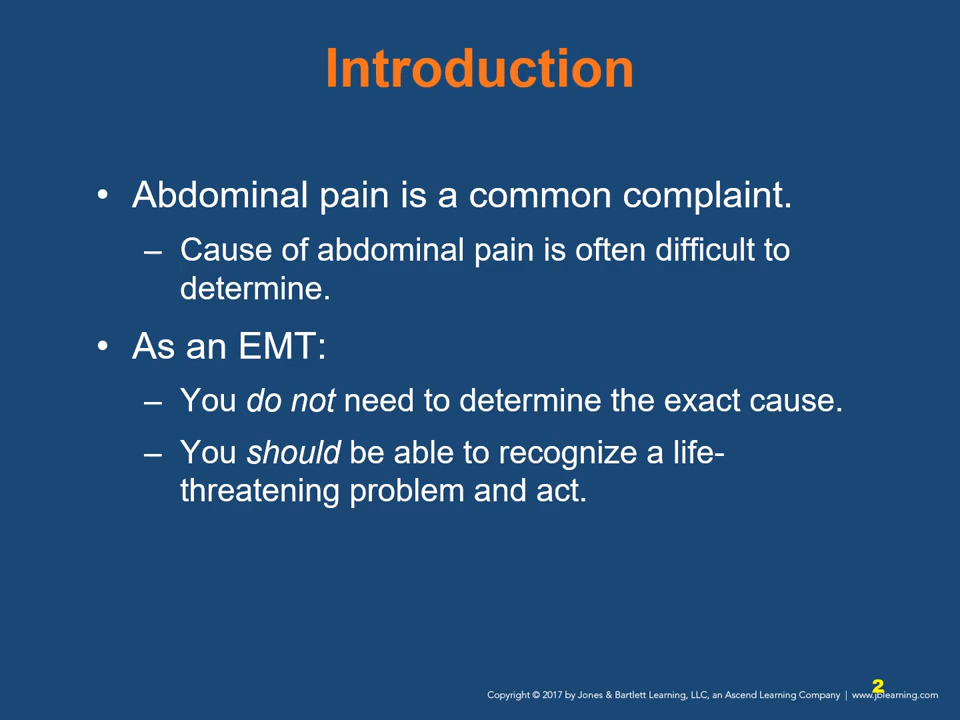 Introduction
• Abdominal pain is a common complaint.
– Cause of abdominal pain is often difficult to
determine.
• As an EMT:
– You do not need to determine the exact cause.
– You should be able to recognize a life-
threatening problem and act.
2
Copyright © 2017 by Jones & Bartlett Learning, LLC, an Ascend Learning Company | www.jblearning.com